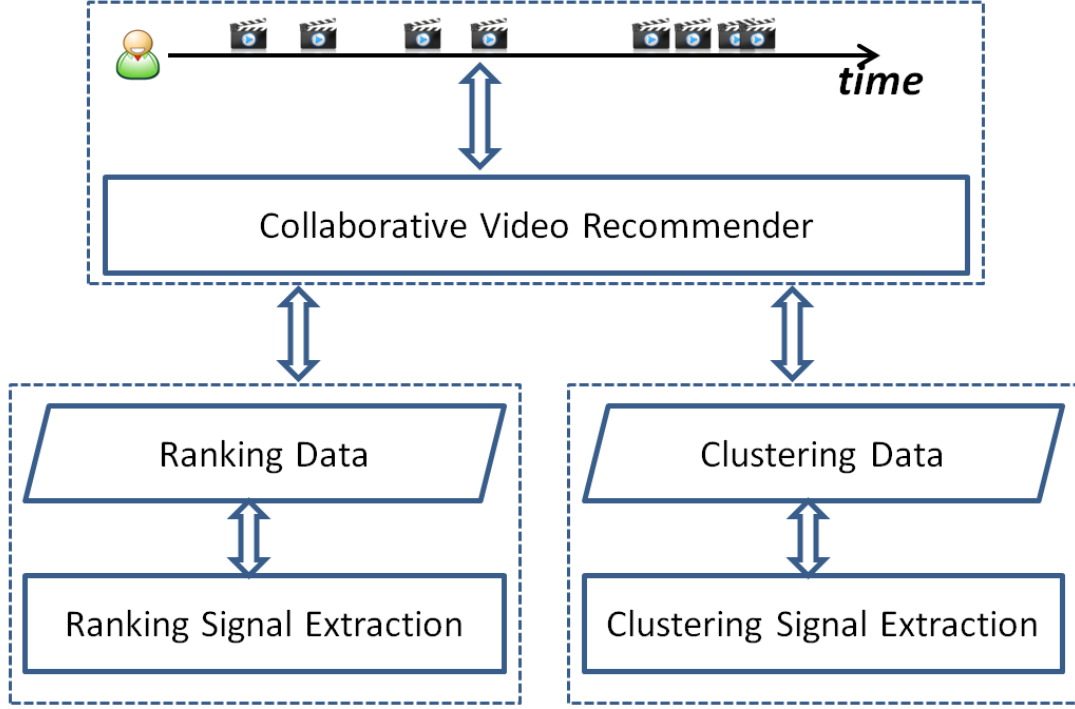 time
Collaborative Video Recommender
Ranking Data
Clustering Data
Ranking Signal Extraction
Clustering Signal Extraction